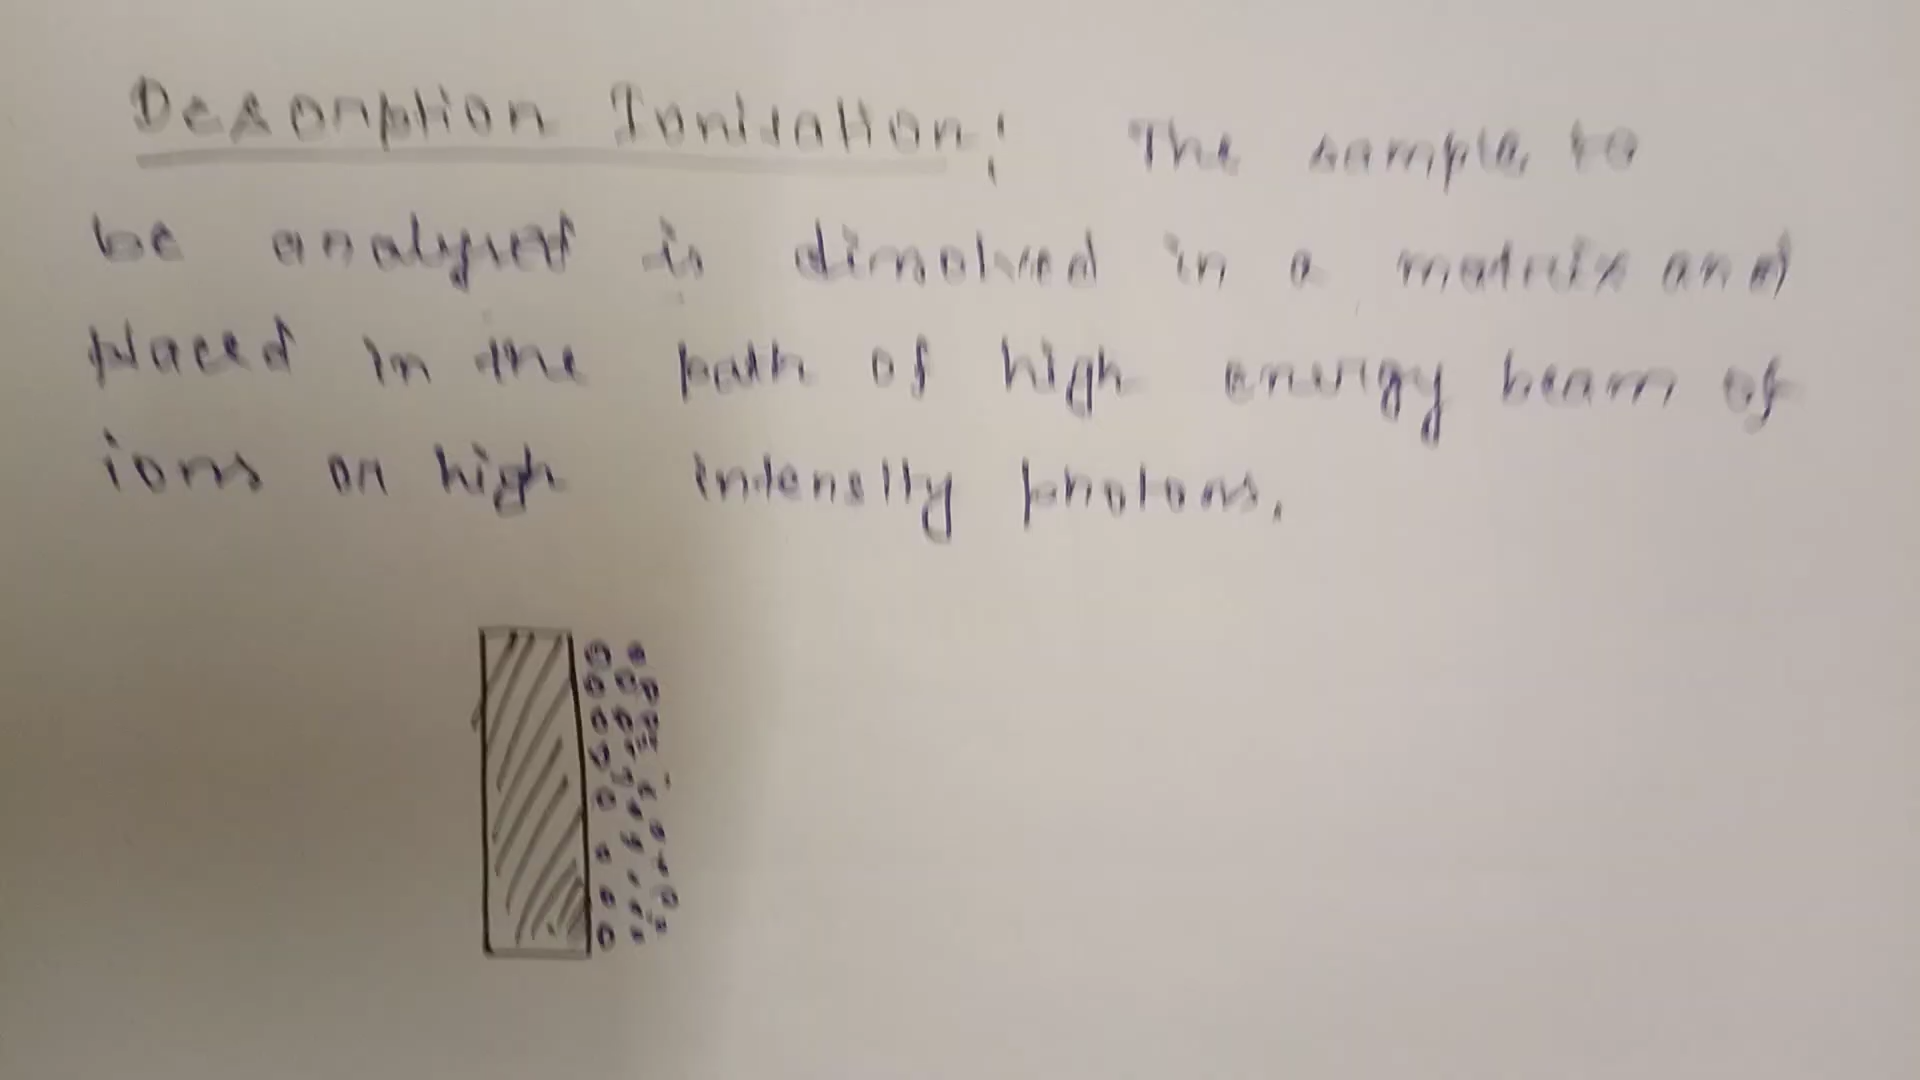 Desorption Ionisation: The sample to
be analysed is dissolved in a matrix and
placed in the path of high energy beam of
ions or high intensity photons.